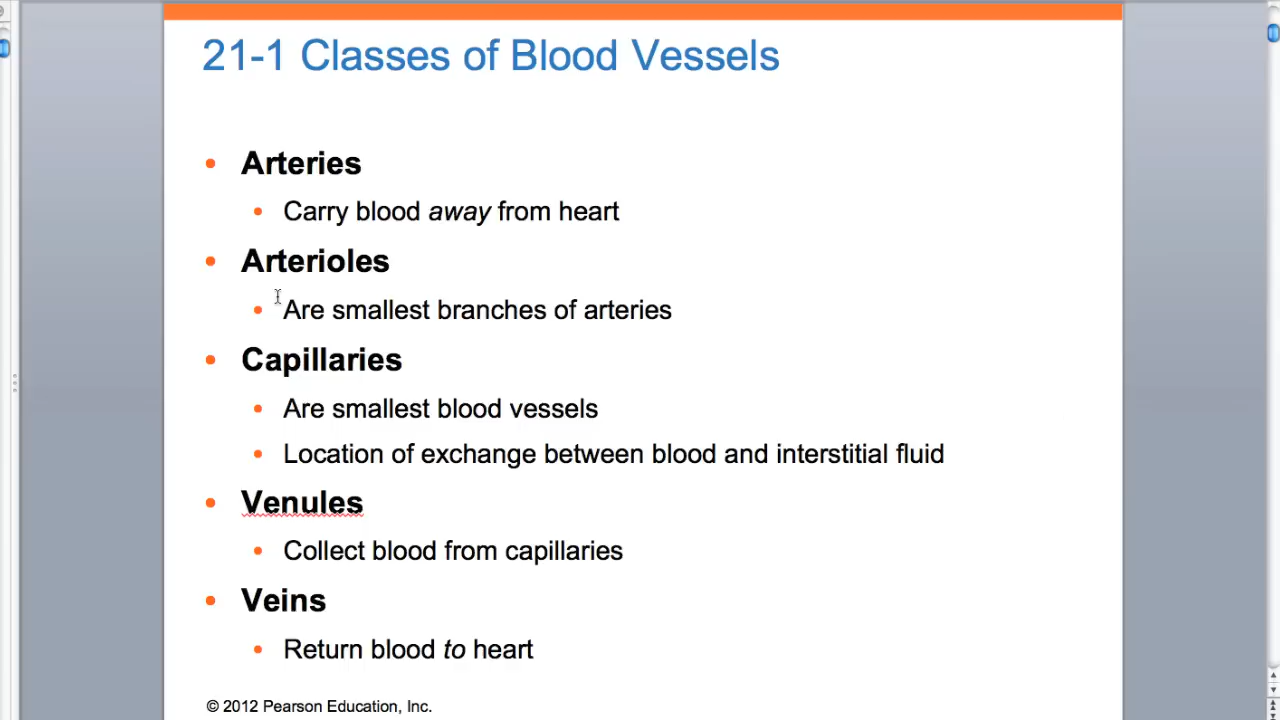 21-1 Classes of Blood Vessels
• Arteries
• Carry blood away from heart
• Arterioles
• Are smallest branches of arteries
• Capillaries
• Are smallest blood vessels
• Location of exchange between blood and interstitial fluid
• Venules
• Collect blood from capillaries
• Veins
• Return blood to heart
© 2012 Pearson Education, Inc.